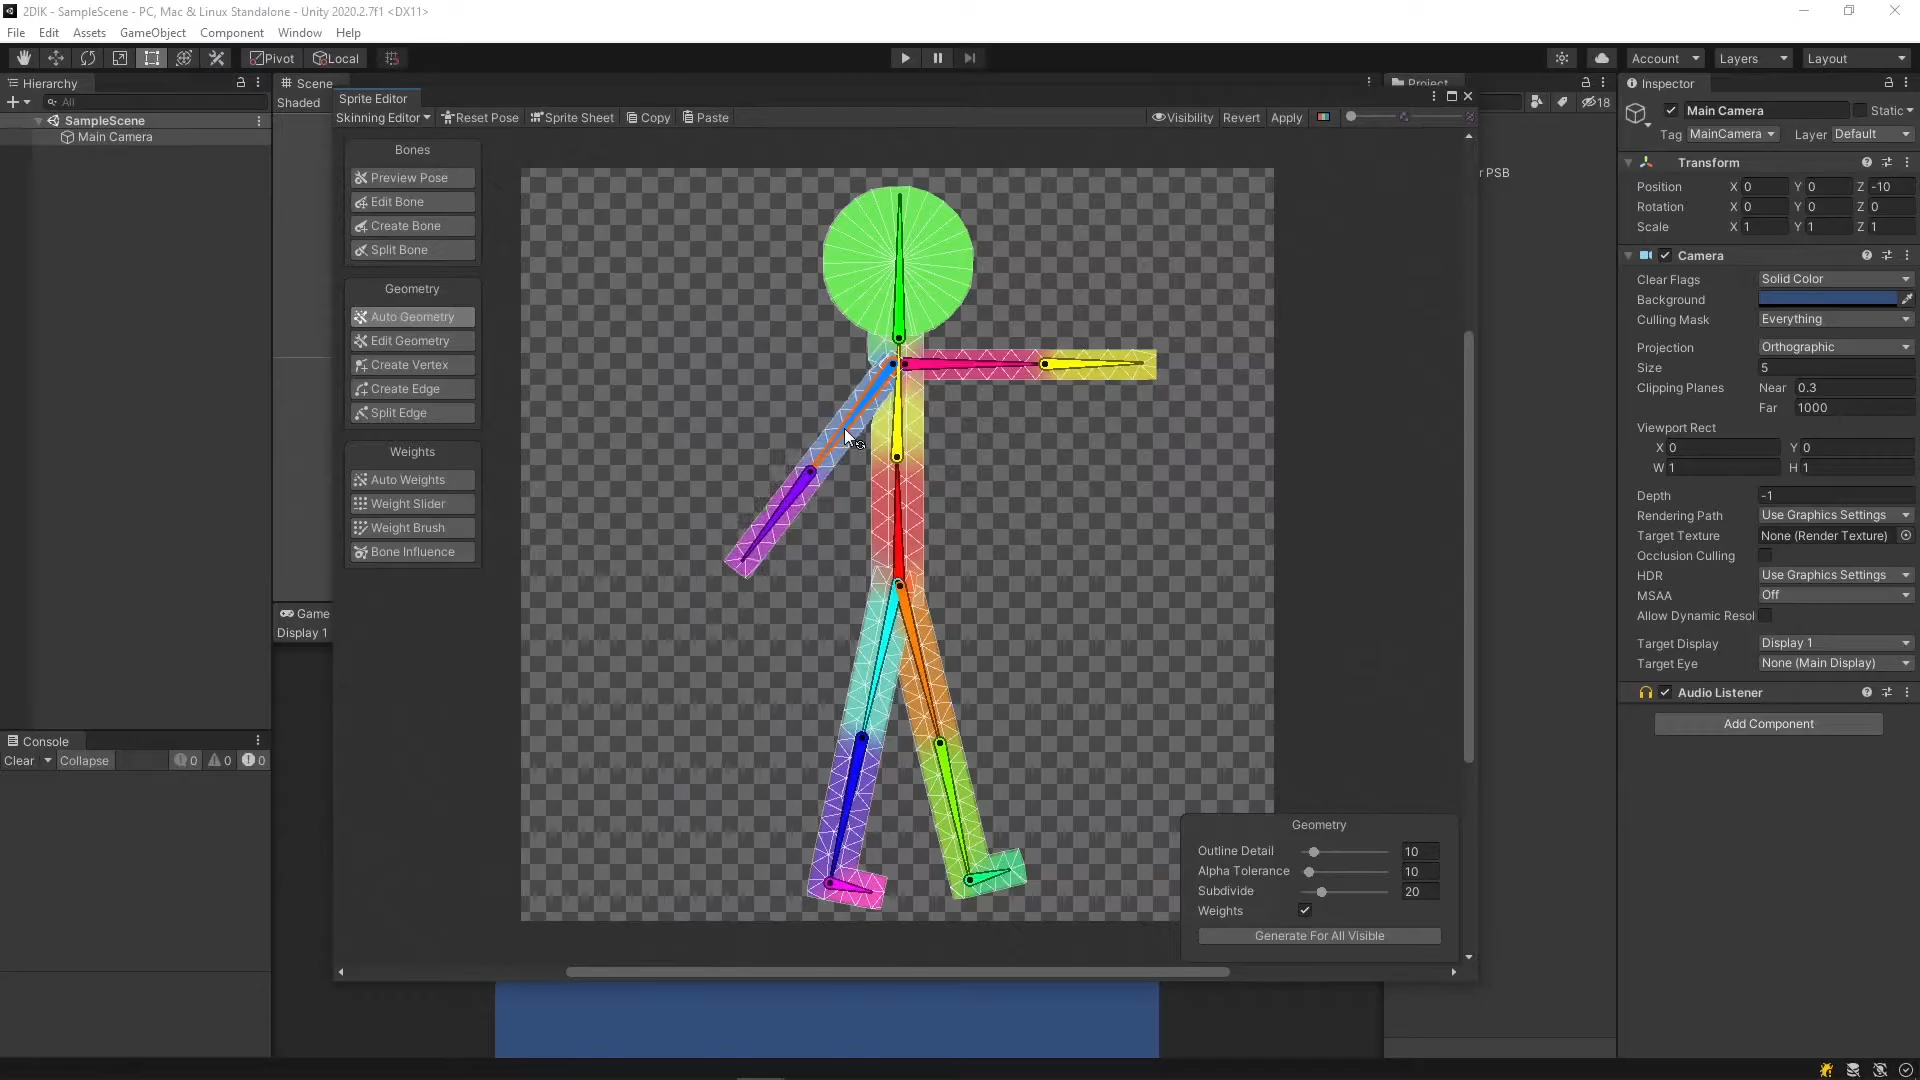 2DIK - SampleScene - PC, Mac & Linux Standalone - Unity 2020.2.7f1 <DX11>
File Edit Assets GameObject Component Window Help
Pivot Local Account Layers Layout
Hierarchy
All
SampleScene
Main Camera
Scene
Shaded
Sprite Editor
Skinning Editor Reset Pose Sprite Sheet Copy Paste Visibility Revert Apply
Bones
Preview Pose
Edit Bone
Create Bone
Split Bone
Geometry
Auto Geometry
Edit Geometry
Create Vertex
Create Edge
Split Edge
Weights
Auto Weights
Weight Slider
Weight Brush
Bone Influence
Geometry
Outline Detail 10
Alpha Tolerance 10
Subdivide 20
Weights
Generate For All Visible
Game
Display 1
Console
Clear Collapse 0 0 0
Project
18
r PSB
Inspector
Main Camera Static
Tag MainCamera Layer Default
Transform
Position X 0 Y 0 Z -10
Rotation X 0 Y 0 Z 0
Scale X 1 Y 1 Z 1
Camera
Clear Flags Solid Color
Background
Culling Mask Everything
Projection Orthographic
Size 5
Clipping Planes Near 0.3
Far 1000
Viewport Rect
X 0 Y 0
W 1 H 1
Depth -1
Rendering Path Use Graphics Settings
Target Texture None (Render Texture)
Occlusion Culling
HDR Use Graphics Settings
MSAA Off
Allow Dynamic Resol
Target Display Display 1
Target Eye None (Main Display)
Audio Listener
Add Component